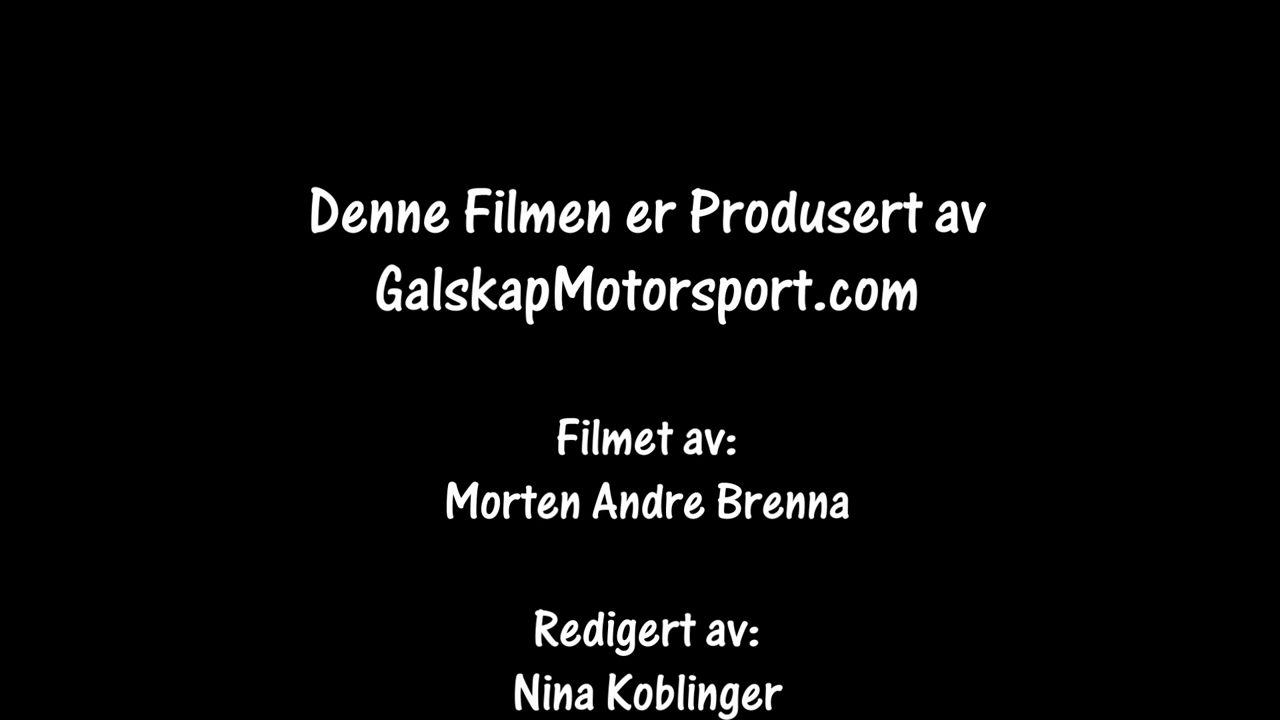 Denne Filmen er Produsert av
GalskapMotorsport.com
Filmet av:
Morten Andre Brenna
Redigert av:
Nina Koblinger